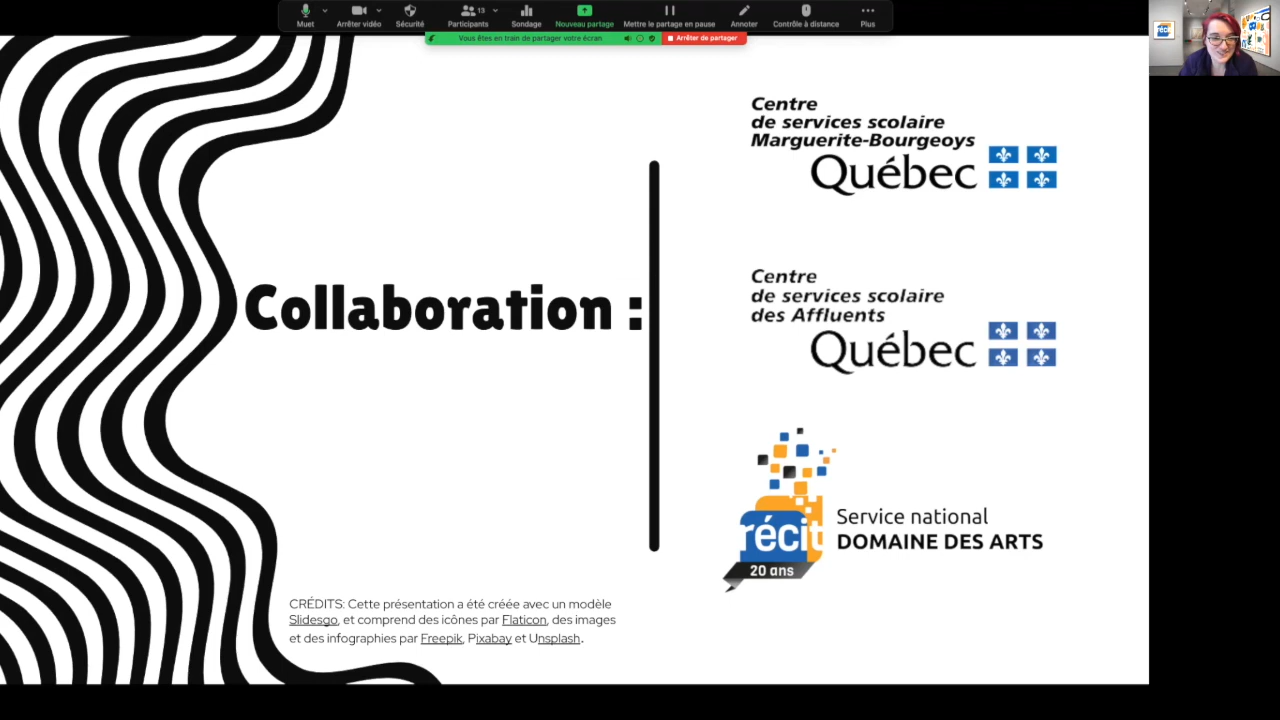 Muet
Arrêter vidéo
Sécurité
Participants
13
Sondage
Nouveau partage
Mettre le partage en pause
Annoter
Contrôle à distance
Plus
Vous êtes en train de partager votre écran
Arrêter de partager
Centre
de services scolaire
Marguerite-Bourgeoys
Québec
Collaboration :
Centre
de services scolaire
des Affluents
Québec
récit
20 ans
Service national
DOMAINE DES ARTS
CRÉDITS: Cette présentation a été créée avec un modèle
Slidesgo, et comprend des icônes par Flaticon, des images
et des infographies par Freepik, Pixabay et Unsplash.
récit